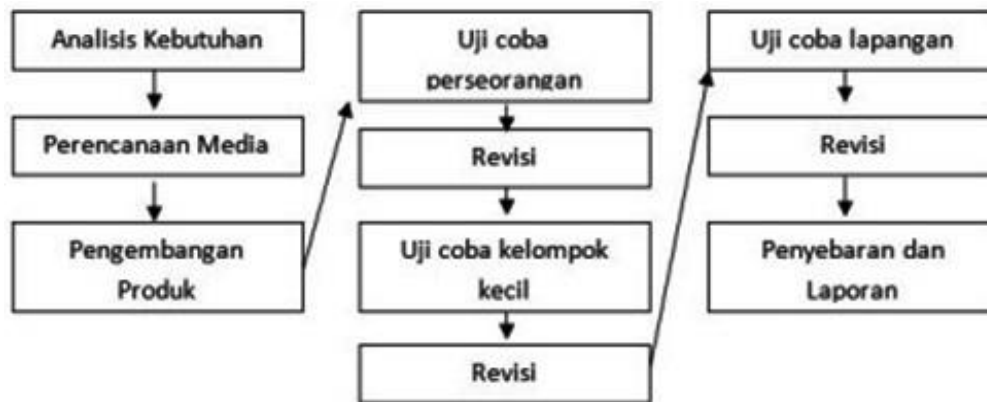 Analisis Kebutuhan
Perencanaan Media
Pengembangan
Produk
Uji coba
perseorangan
Revisi
Uji coba kelompok
kecil
Revisi
Uji coba lapangan
Revisi
Penyebaran dan
Laporan